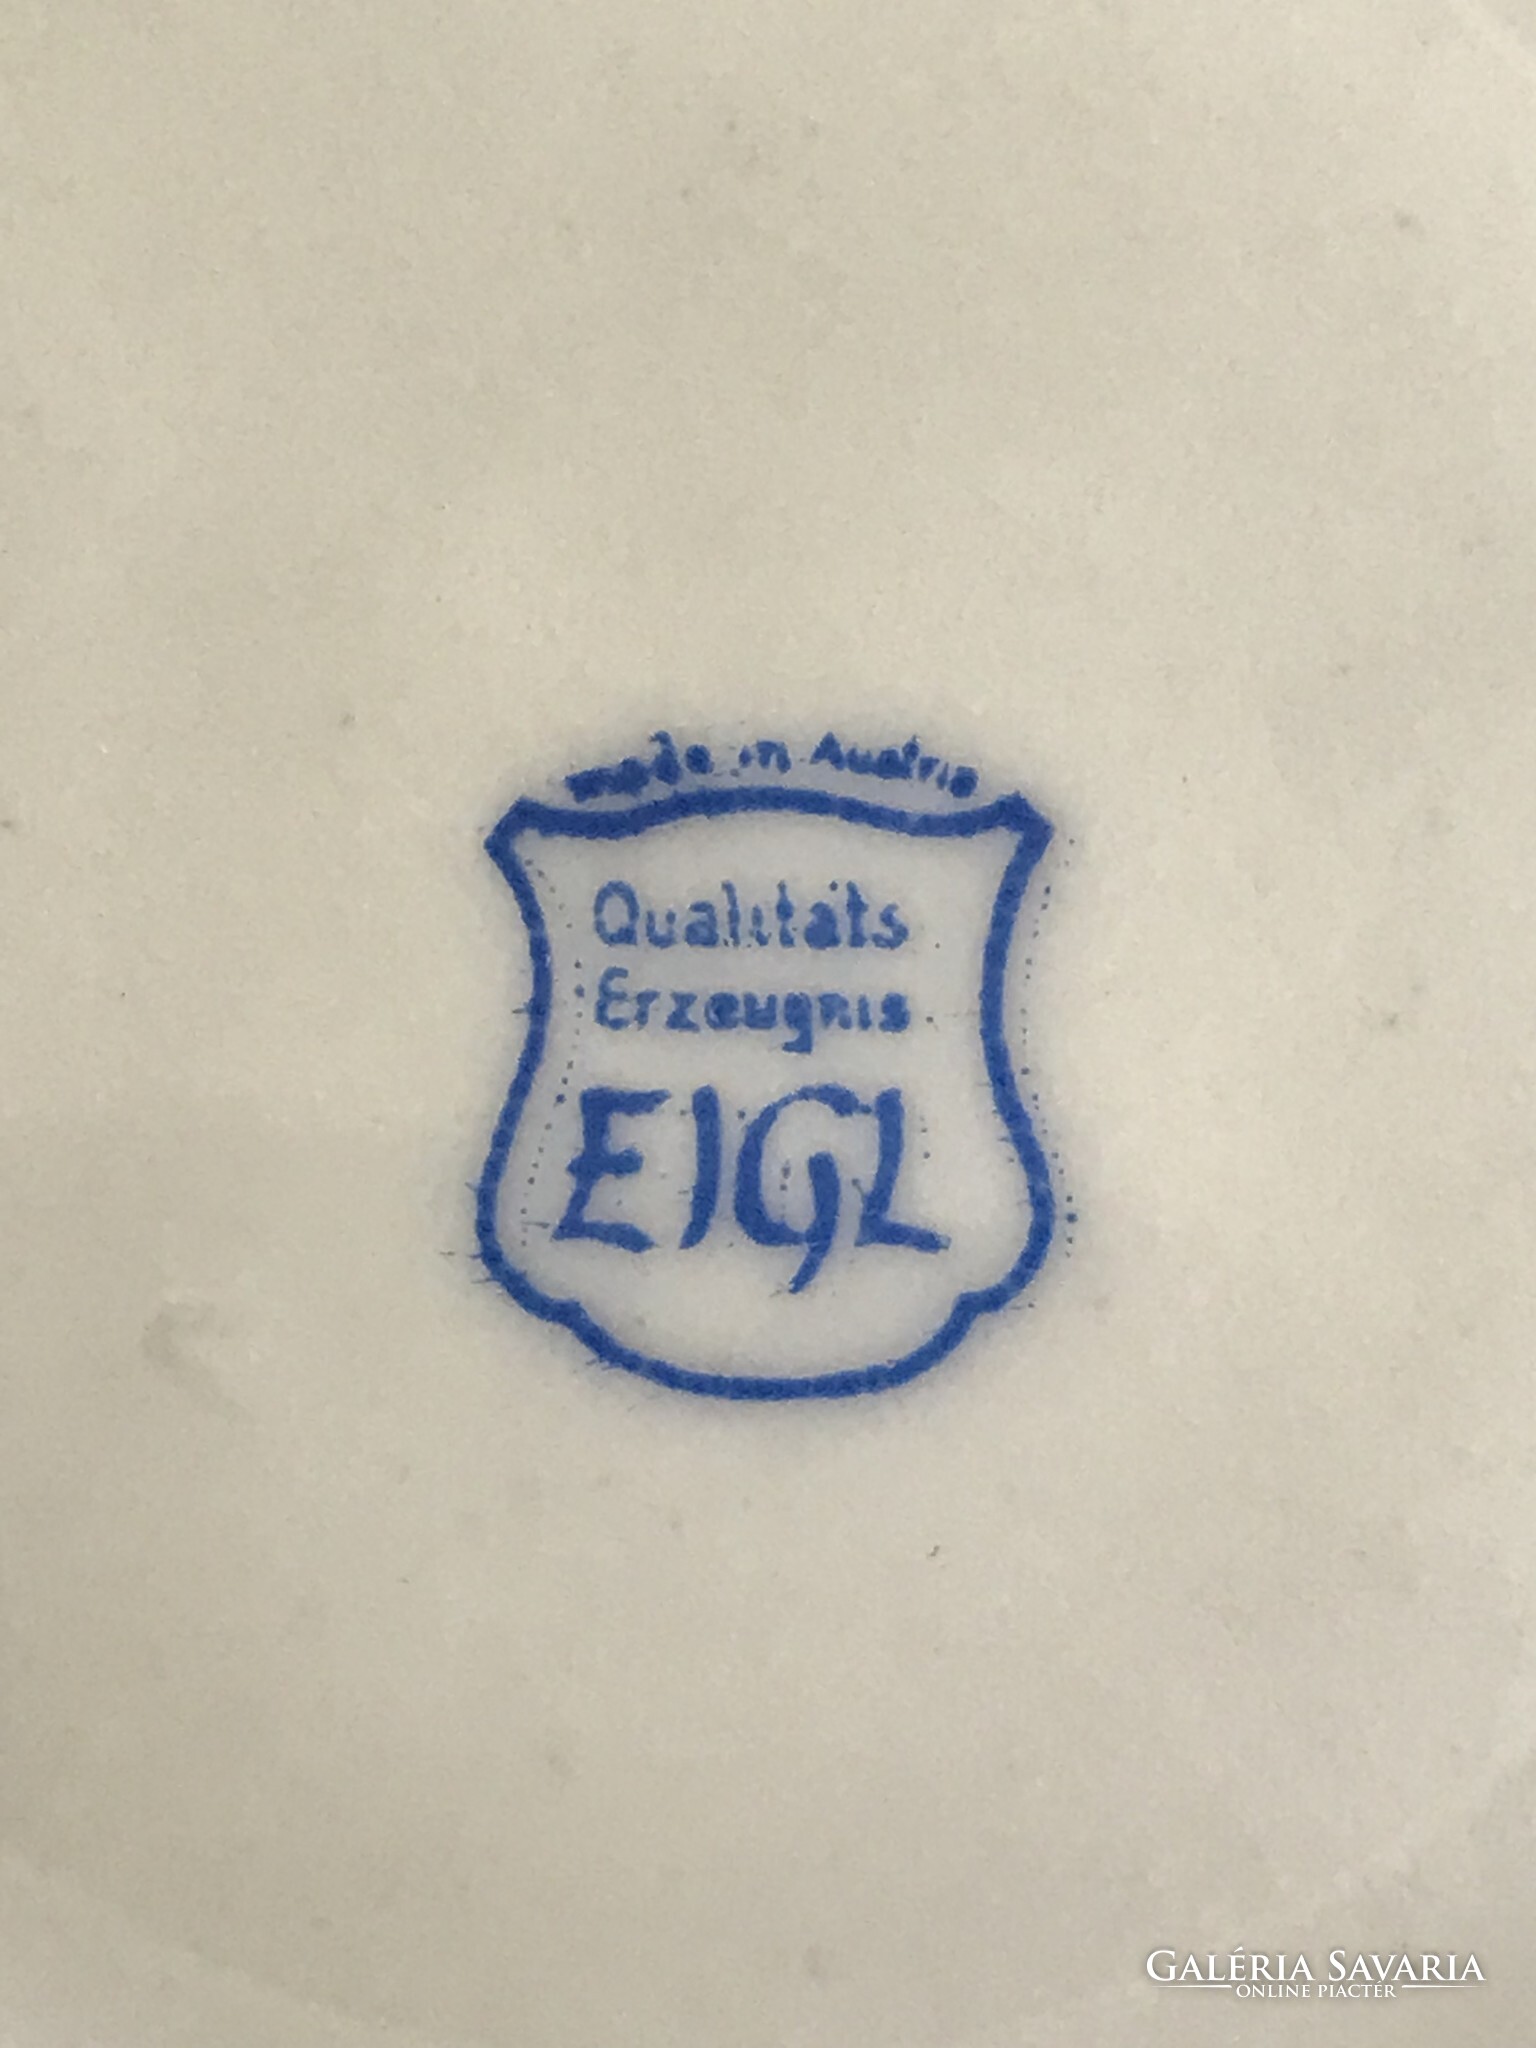 made in Austria
Qualitäts
Erzeugnis
EIGL
GALÉRIA SAVARIA
ONLINE PIACTÉR